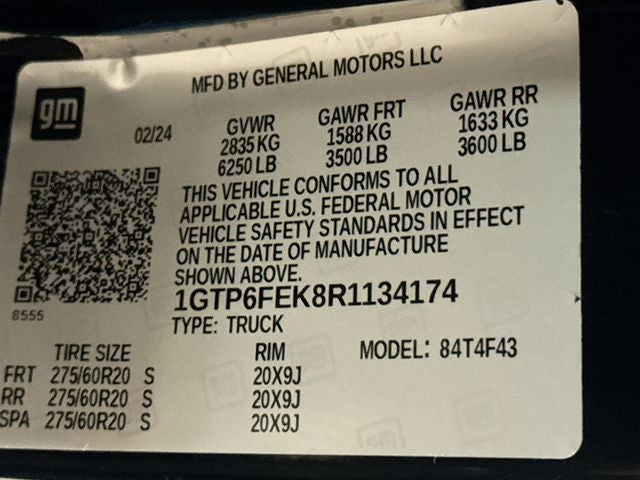 MFD BY GENERAL MOTORS LLC
gm
02/24
GVWR GAWR FRT GAWR RR
2835 KG 1588 KG 1633 KG
6250 LB 3500 LB 3600 LB
THIS VEHICLE CONFORMS TO ALL
APPLICABLE U.S. FEDERAL MOTOR
VEHICLE SAFETY STANDARDS IN EFFECT
ON THE DATE OF MANUFACTURE
SHOWN ABOVE.
8555
1GTP6FEK8R1134174
TYPE: TRUCK
TIRE SIZE RIM MODEL: 84T4F43
FRT 275/60R20 S 20X9J
RR 275/60R20 S 20X9J
SPA 275/60R20 S 20X9J